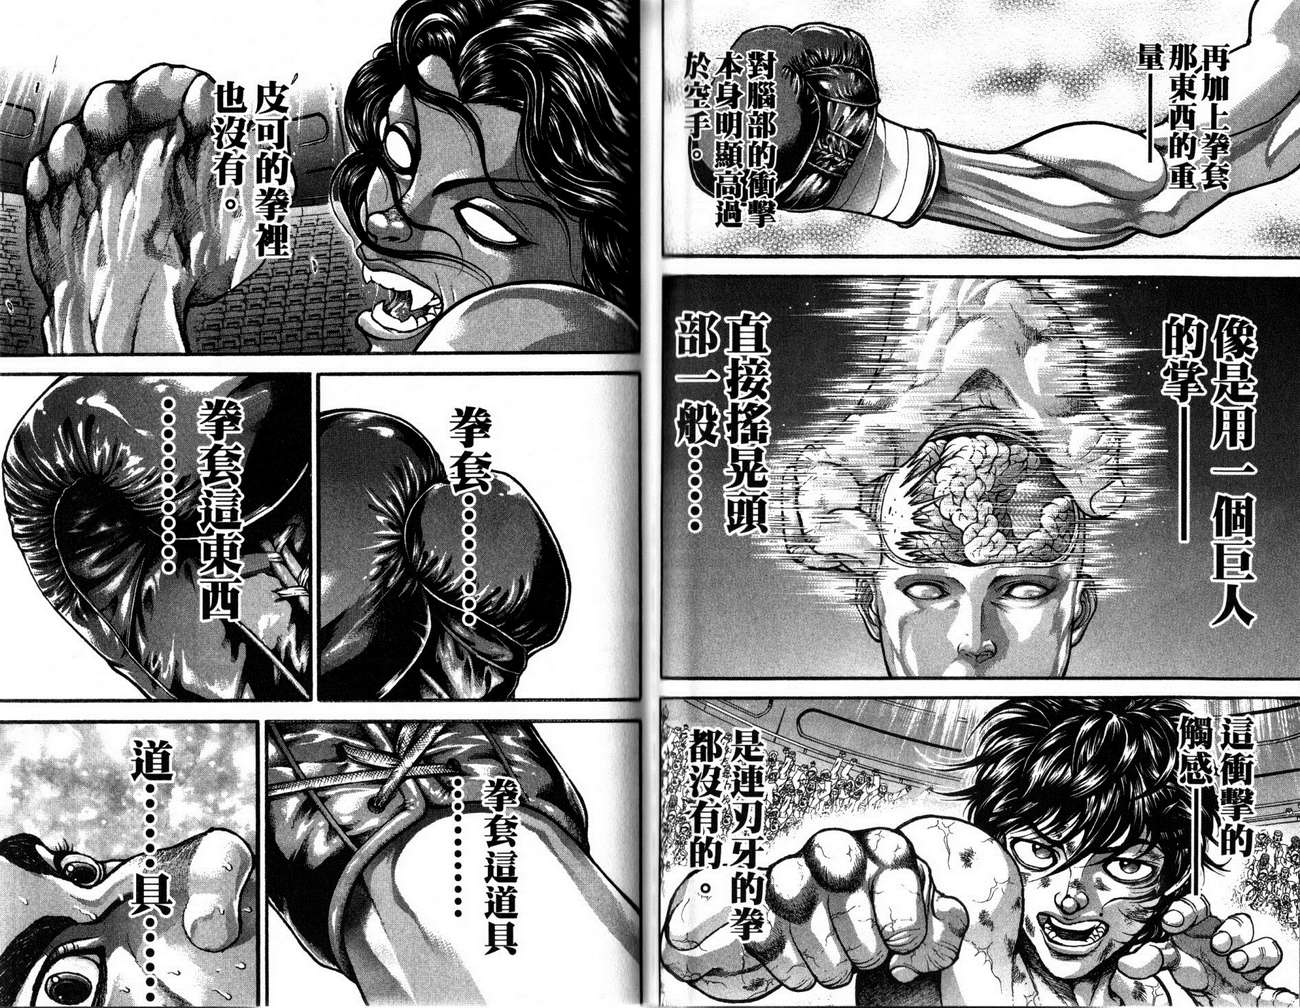 再加上拳套
那東西的重
量——
對腦部的衝擊
本身明顯高過
於空手。
像是用一個巨人
的掌——
直接搖晃頭
部一般……
這衝擊的
觸感——
是連刃牙的拳
都沒有的。
皮可的拳裡
也沒有。
拳套……
拳套這東西
……
拳套這道具
……
道……具……